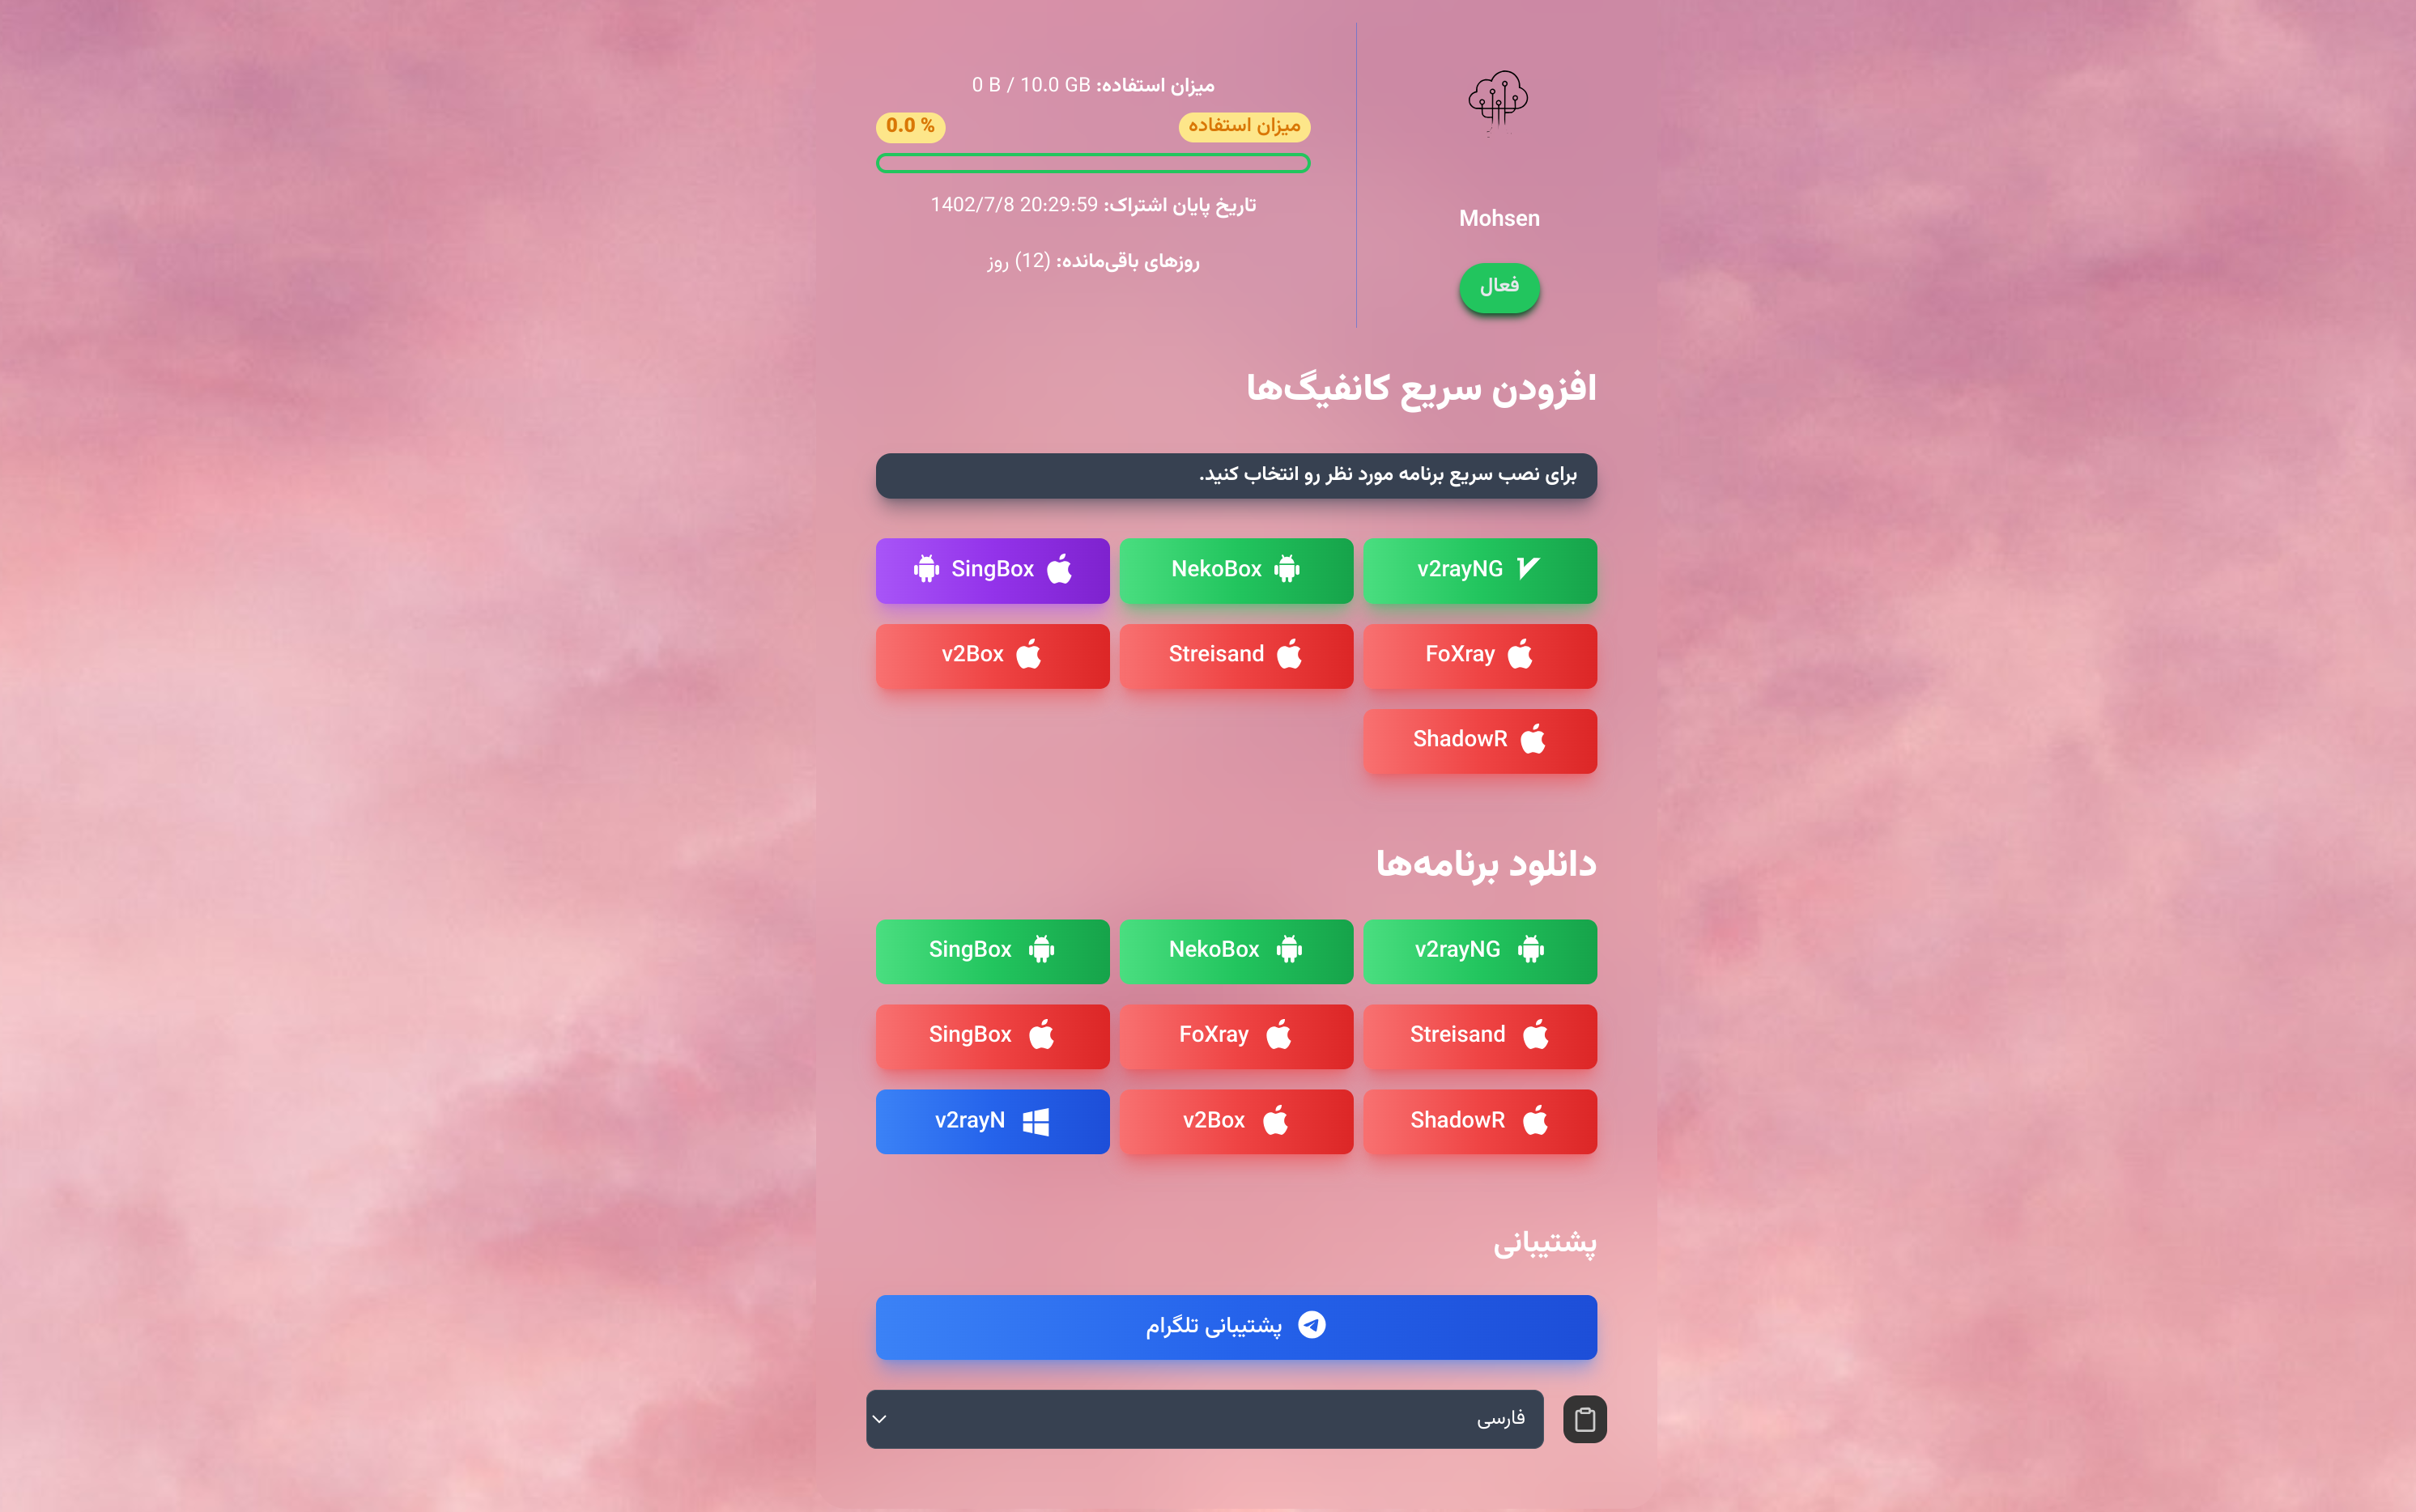 Mohsen
فعال
میزان استفاده: 0 B / 10.0 GB
میزان استفاده 0.0 %
تاریخ پایان اشتراک: 1402/7/8 20:29:59
روزهای باقی‌مانده: (12) روز
افزودن سریع کانفیگ‌ها
برای نصب سریع برنامه مورد نظر رو انتخاب کنید.
v2rayNG
NekoBox
SingBox
FoXray
Streisand
v2Box
ShadowR
دانلود برنامه‌ها
v2rayNG
NekoBox
SingBox
Streisand
FoXray
SingBox
ShadowR
v2Box
v2rayN
پشتیبانی
پشتیبانی تلگرام
فارسی